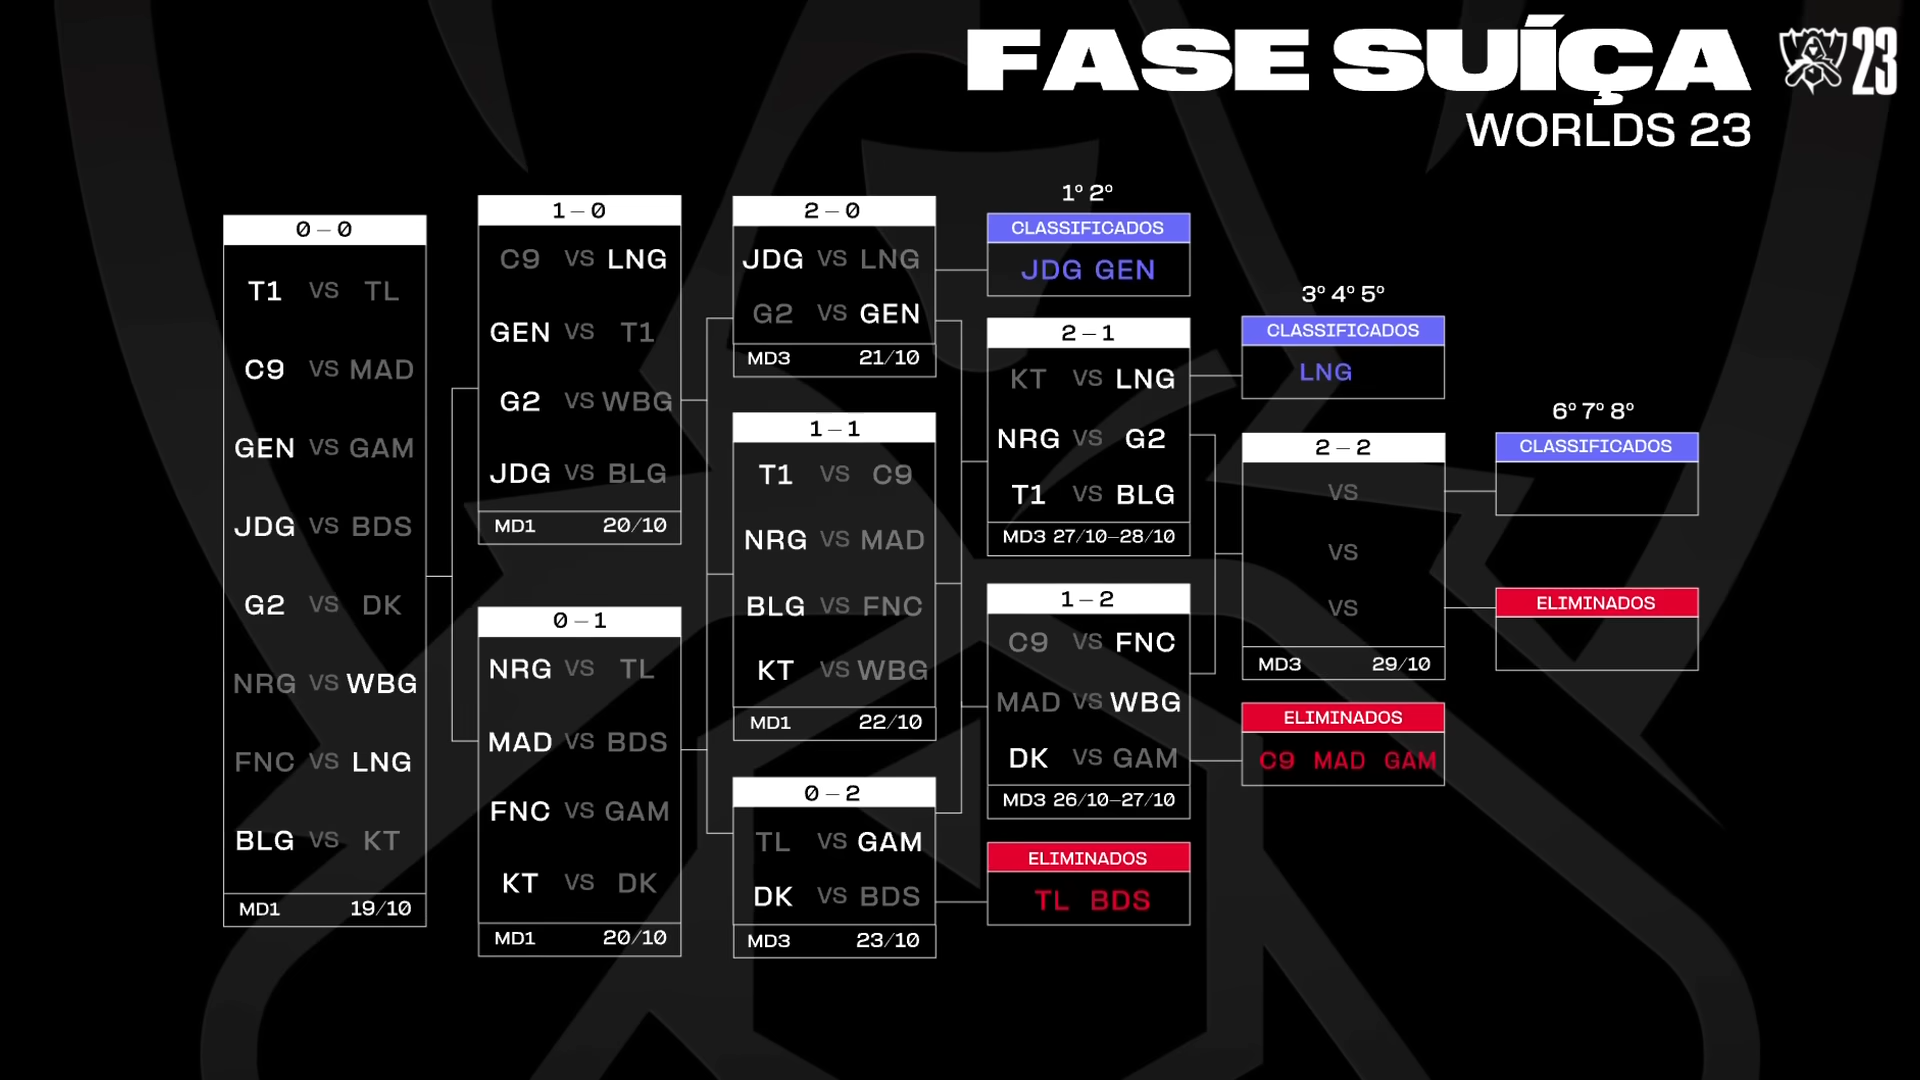 FASE SUÍÇA
23
WORLDS 23
0 – 0
T1 VS TL
C9 VS MAD
GEN VS GAM
JDG VS BDS
G2 VS DK
NRG VS WBG
FNC VS LNG
BLG VS KT
MD1 19/10
1 – 0
C9 VS LNG
GEN VS T1
G2 VS WBG
JDG VS BLG
MD1 20/10
0 – 1
NRG VS TL
MAD VS BDS
FNC VS GAM
KT VS DK
MD1 20/10
2 – 0
JDG VS LNG
G2 VS GEN
MD3 21/10
1 – 1
T1 VS C9
NRG VS MAD
BLG VS FNC
KT VS WBG
MD1 22/10
0 – 2
TL VS GAM
DK VS BDS
MD3 23/10
1º 2º
CLASSIFICADOS
JDG GEN
2 – 1
KT VS LNG
NRG VS G2
T1 VS BLG
MD3 27/10–28/10
1 – 2
C9 VS FNC
MAD VS WBG
DK VS GAM
MD3 26/10–27/10
ELIMINADOS
TL BDS
3º 4º 5º
CLASSIFICADOS
LNG
2 – 2
VS
VS
VS
MD3 29/10
ELIMINADOS
C9 MAD GAM
6º 7º 8º
CLASSIFICADOS
ELIMINADOS